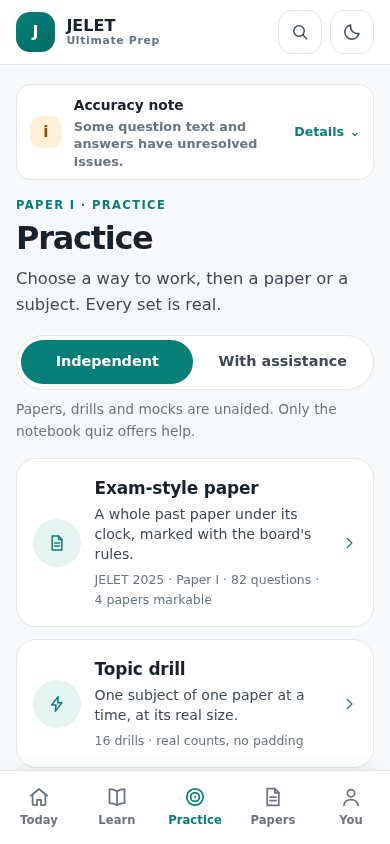 J
JELET
Ultimate Prep
i
Accuracy note
Some question text and
answers have unresolved
issues.
Details
PAPER I · PRACTICE
Practice
Choose a way to work, then a paper or a
subject. Every set is real.
Independent
With assistance
Papers, drills and mocks are unaided. Only the
notebook quiz offers help.
Exam-style paper
A whole past paper under its
clock, marked with the board's
rules.
JELET 2025 · Paper I · 82 questions ·
4 papers markable
Topic drill
One subject of one paper at a
time, at its real size.
16 drills · real counts, no padding
Today
Learn
Practice
Papers
You